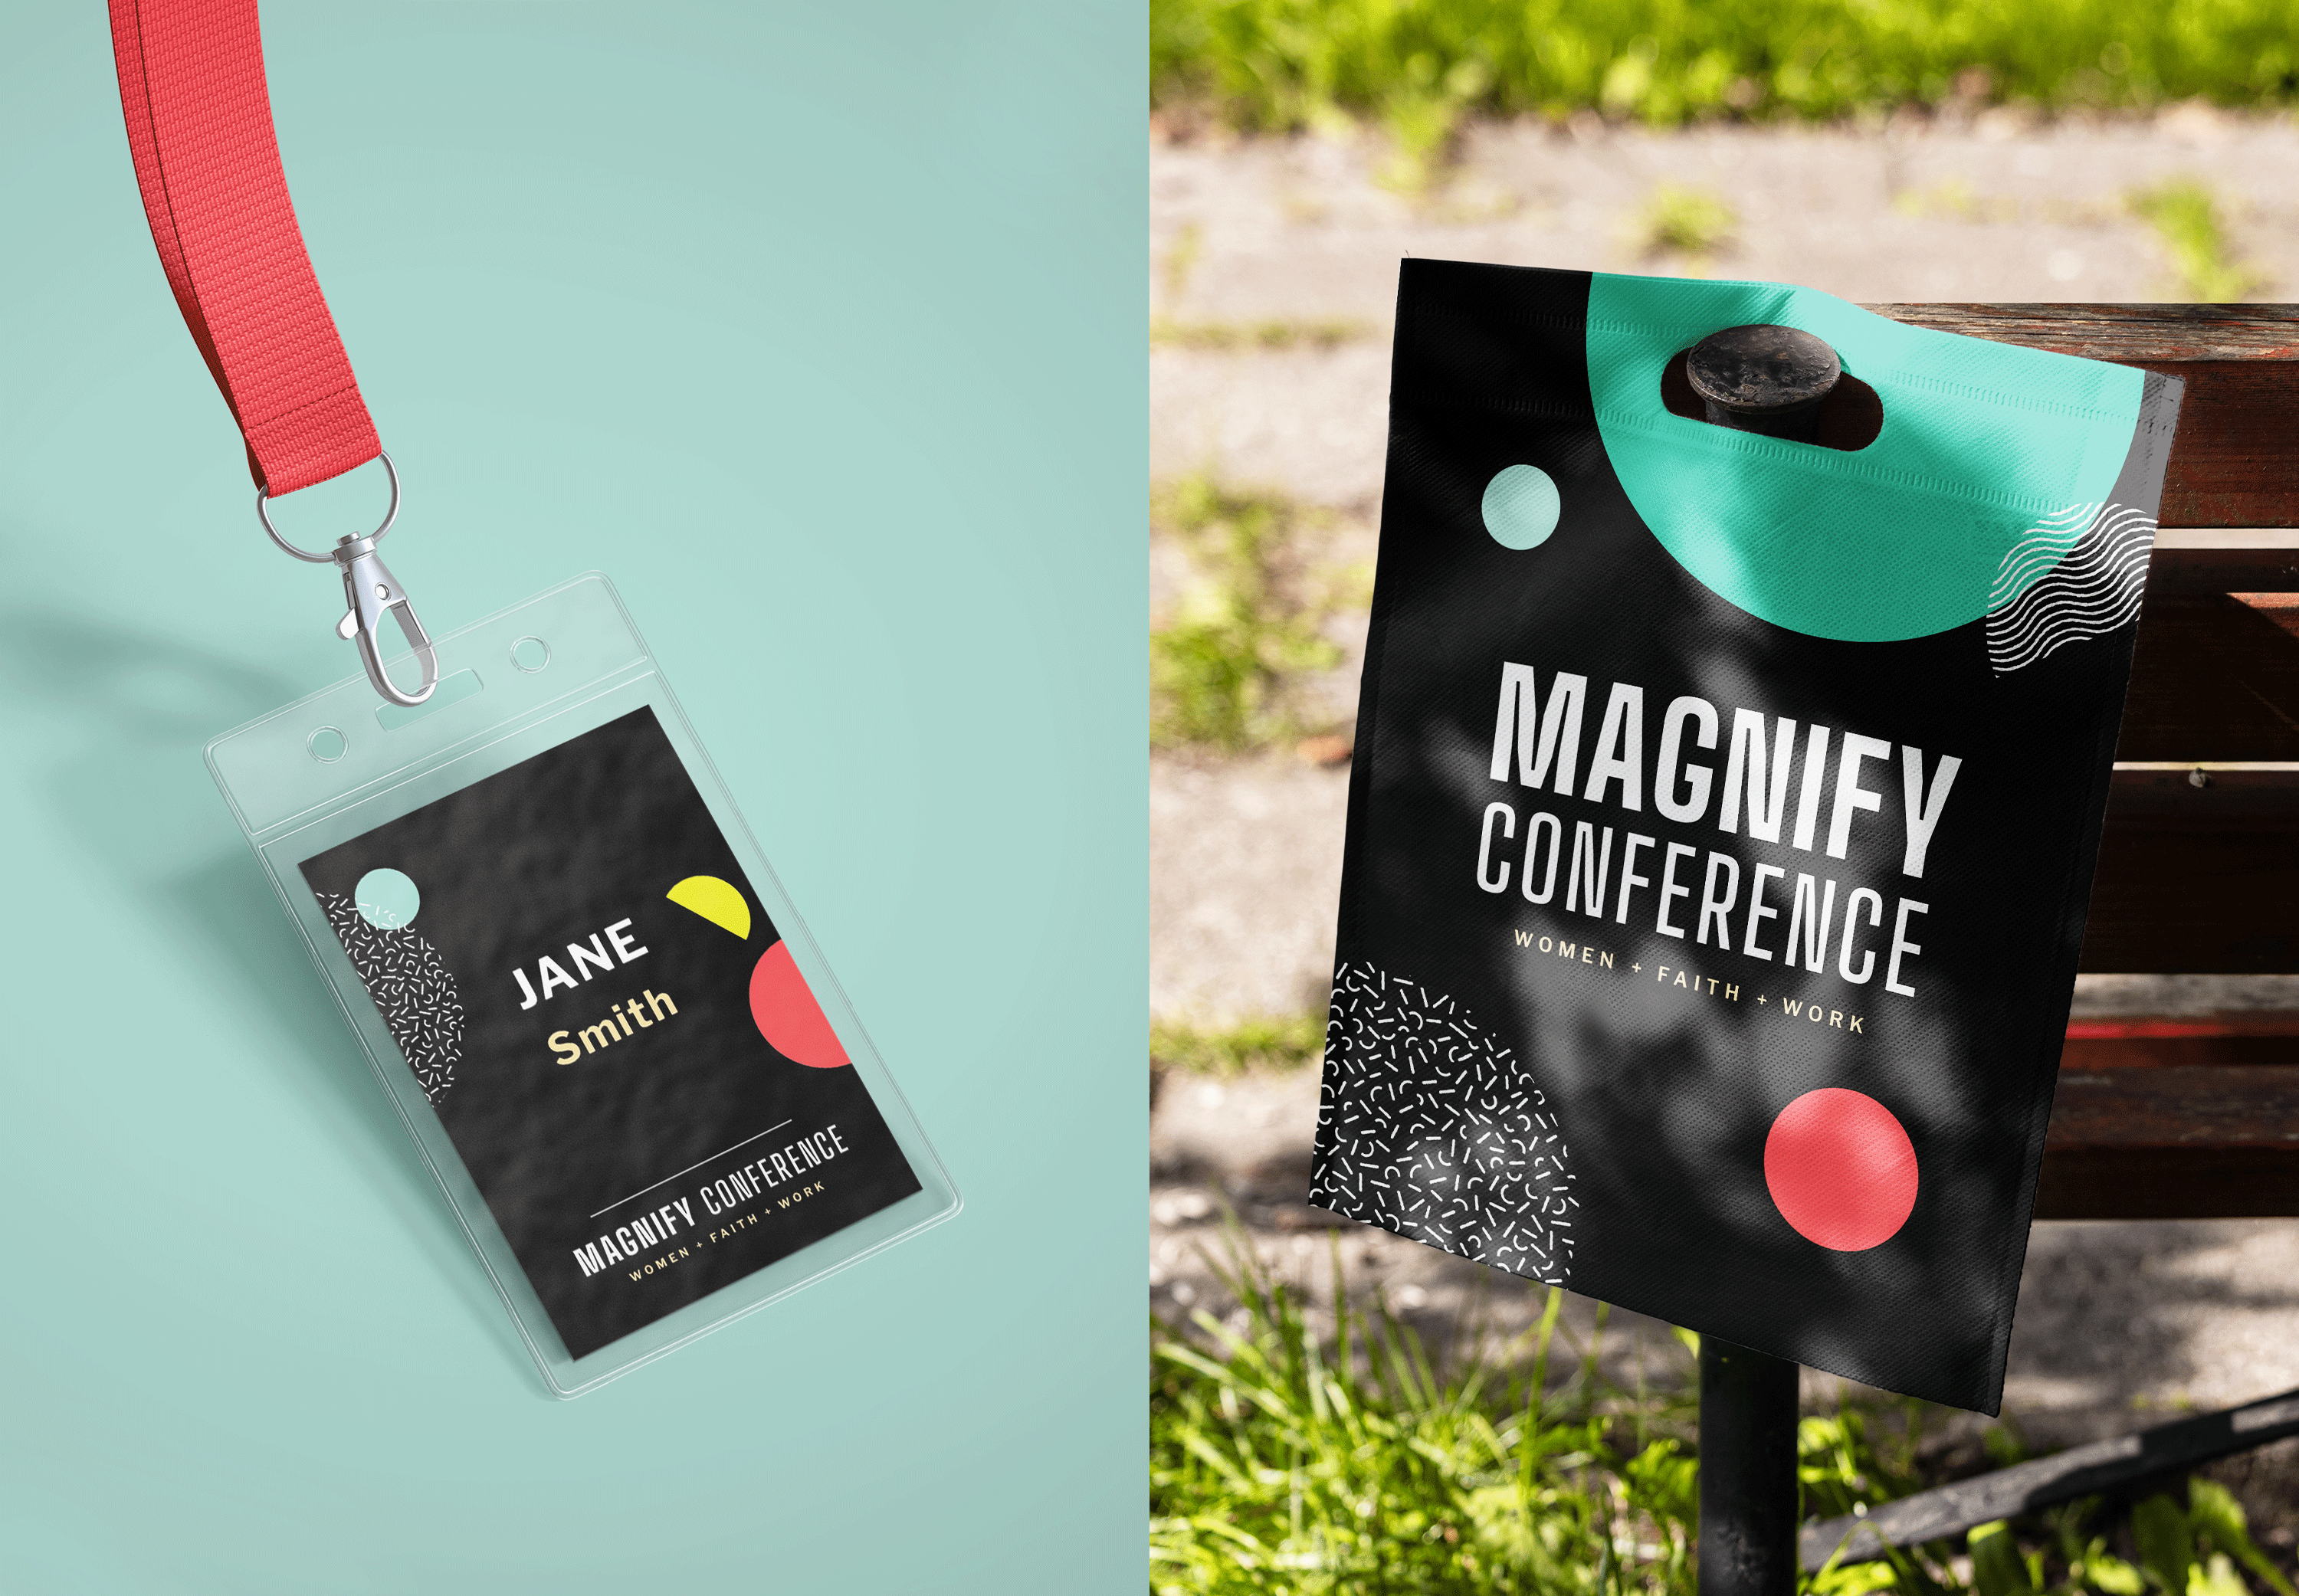 JANE
Smith
MAGNIFY CONFERENCE
WOMEN + FAITH + WORK
MAGNIFY
CONFERENCE
WOMEN + FAITH + WORK